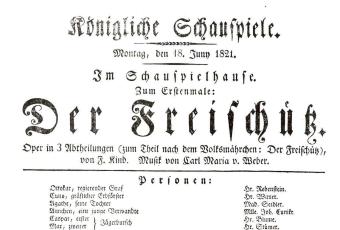 Königliche Schauspiele.
Montag, den 18. Juny 1821.
Im Schauspielhause.
Zum Erstenmale:
Der Freischütz.
Oper in 3 Abtheilungen (zum Theil nach dem Volksmährchen: Der Freischütz),
von F. Kind. Musik von Carl Maria v. Weber.
Personen:
Ottokar, regierender Graf Hr. Rebenstein.
Cuno, gräflicher Erbförster Hr. Wauer.
Agathe, seine Tochter Mad. Seidler.
Annchen, eine junge Verwandte Mlle. Joh. Eunike.
Caspar, erster Jägerbursch Hr. Blume.
Max, zweiter Hr. Stümer.